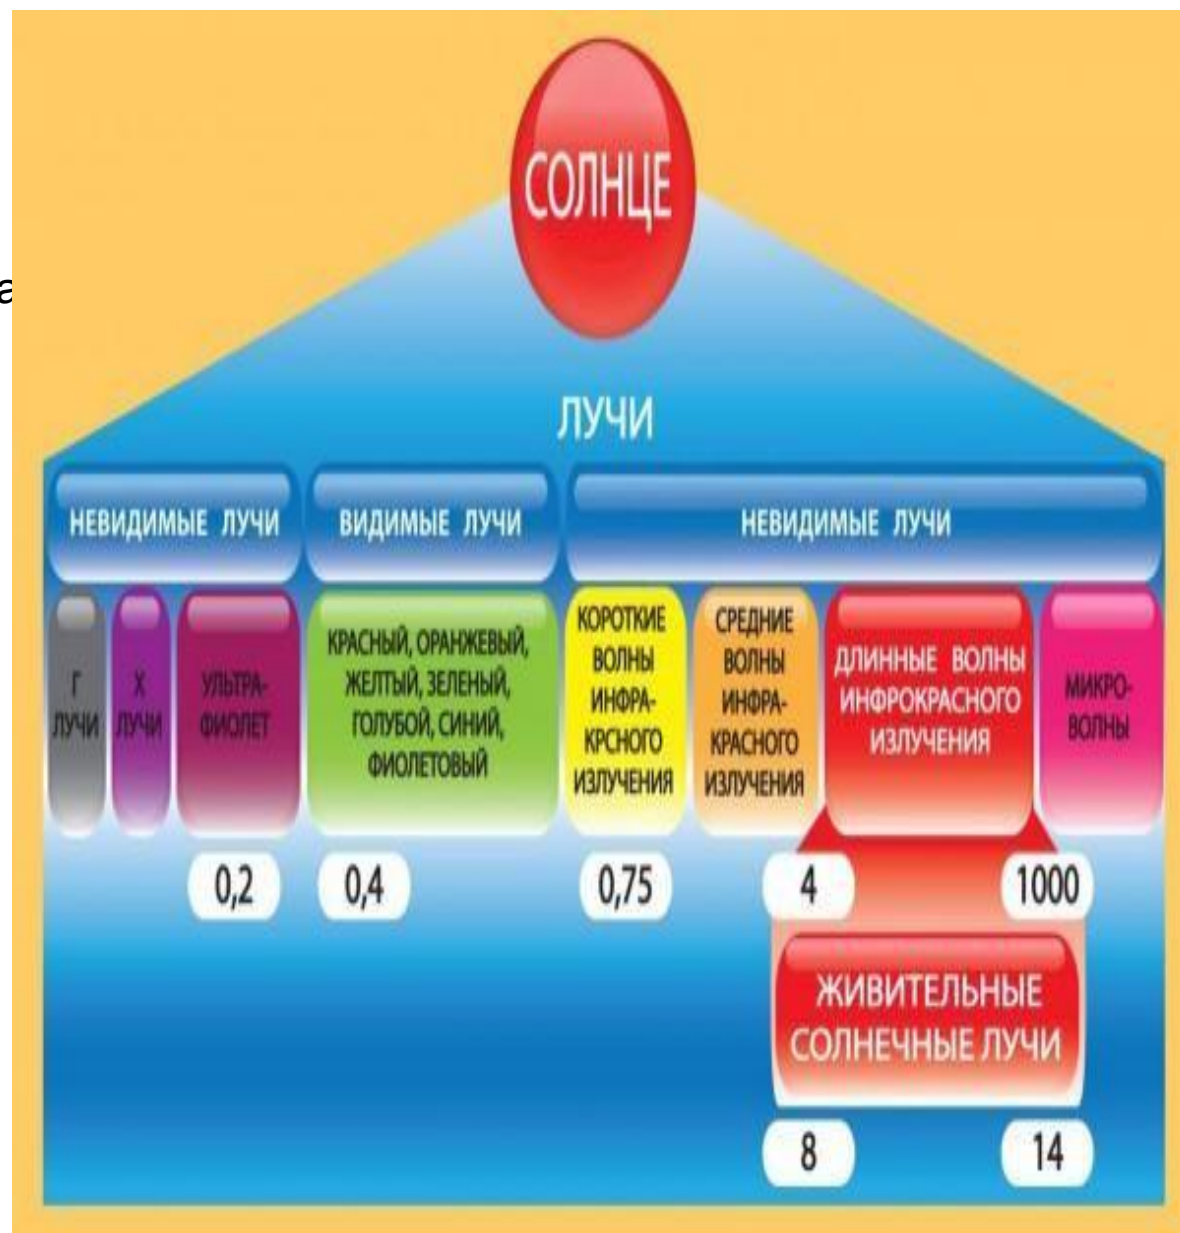 СОЛНЦЕ
а
ЛУЧИ
НЕВИДИМЫЕ ЛУЧИ
ВИДИМЫЕ ЛУЧИ
НЕВИДИМЫЕ ЛУЧИ
Г
ЛУЧИ
Х
ЛУЧИ
УЛЬТРА-
ФИОЛЕТ
КРАСНЫЙ, ОРАНЖЕВЫЙ,
ЖЕЛТЫЙ, ЗЕЛЕНЫЙ,
ГОЛУБОЙ, СИНИЙ,
ФИОЛЕТОВЫЙ
КОРОТКИЕ
ВОЛНЫ
ИНФРА-
КРСНОГО
ИЗЛУЧЕНИЯ
СРЕДНИЕ
ВОЛНЫ
ИНФРА-
КРАСНОГО
ИЗЛУЧЕНИЯ
ДЛИННЫЕ ВОЛНЫ
ИНФРОКРАСНОГО
ИЗЛУЧЕНИЯ
МИКРО-
ВОЛНЫ
0,2
0,4
0,75
4
1000
ЖИВИТЕЛЬНЫЕ
СОЛНЕЧНЫЕ ЛУЧИ
8
14